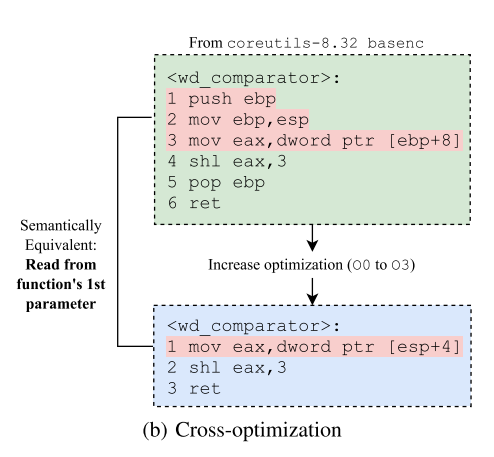 From coreutils-8.32 basenc
<wd_comparator>:
1 push ebp
2 mov ebp,esp
3 mov eax,dword ptr [ebp+8]
4 shl eax,3
5 pop ebp
6 ret
Semantically
Equivalent:
Read from
function's 1st
parameter
Increase optimization (O0 to O3)
<wd_comparator>:
1 mov eax,dword ptr [esp+4]
2 shl eax,3
3 ret
(b) Cross-optimization